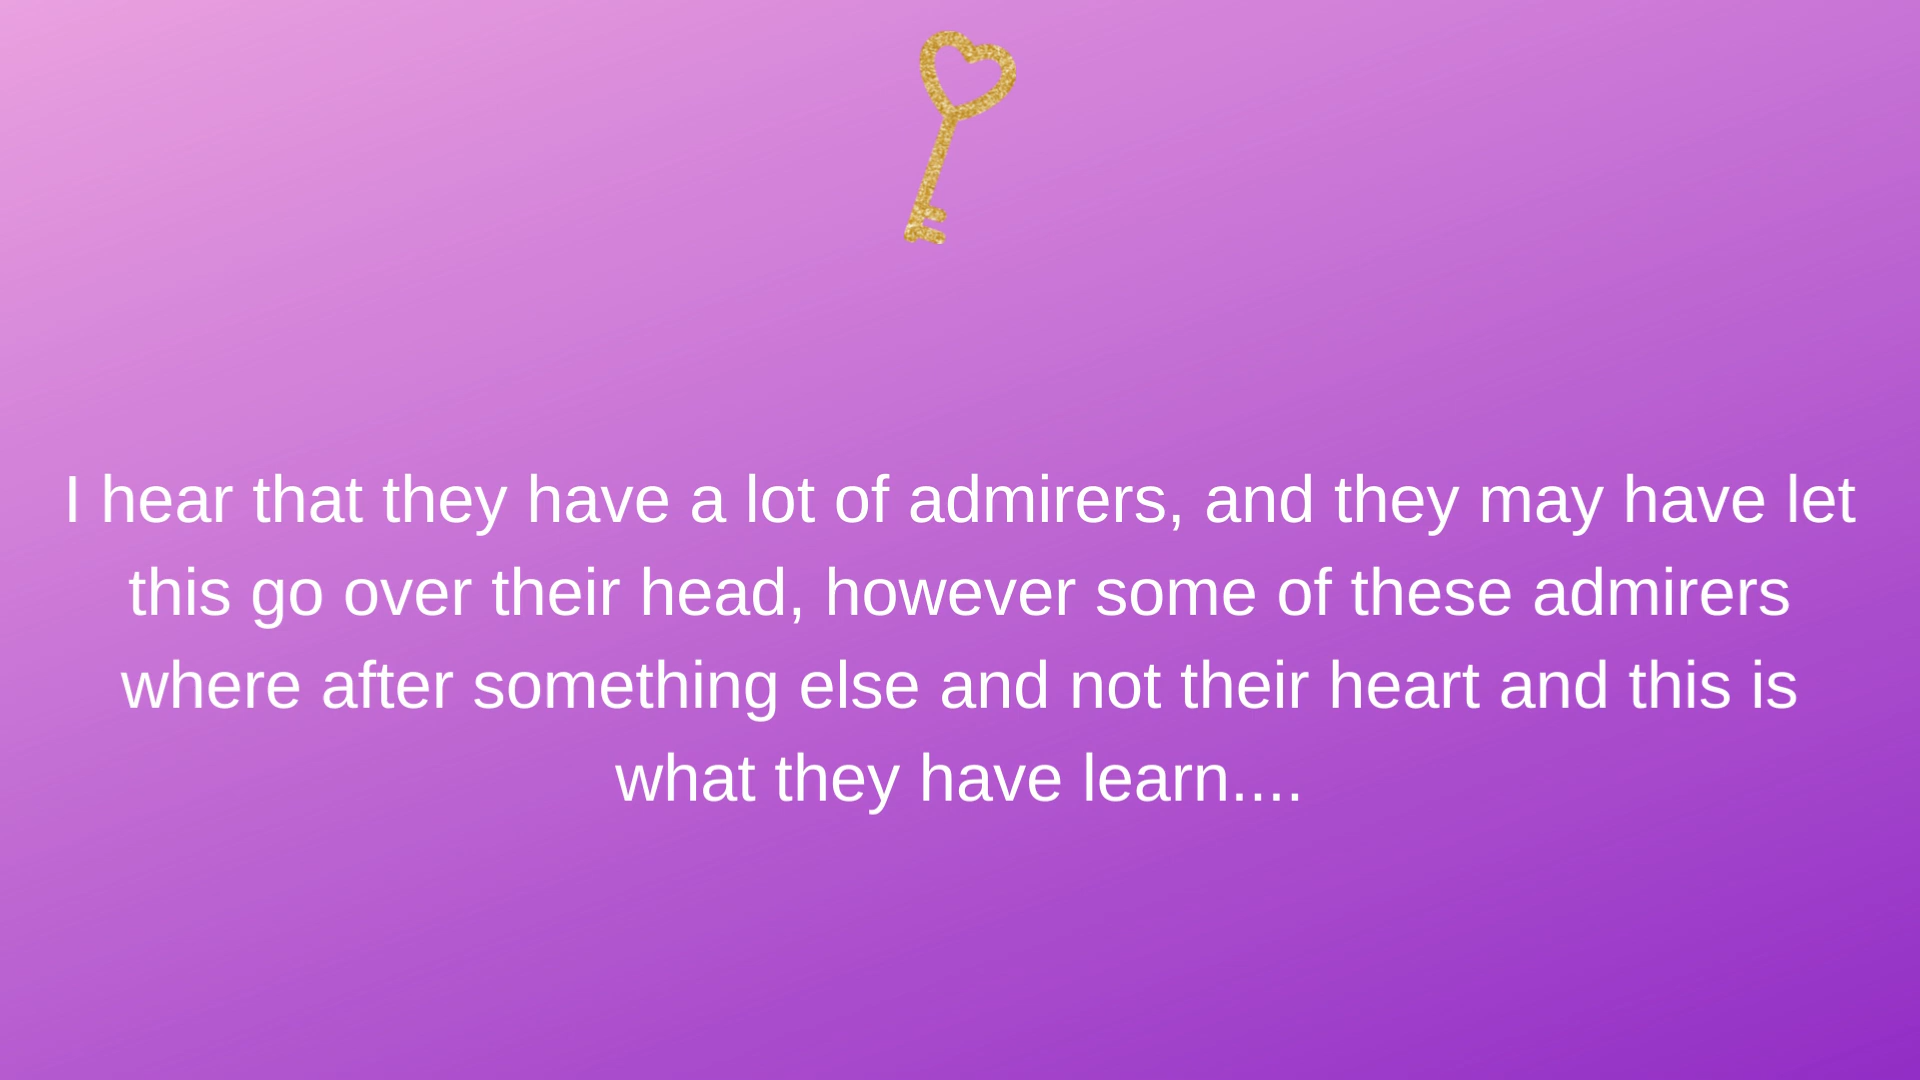 I hear that they have a lot of admirers, and they may have let
this go over their head, however some of these admirers
where after something else and not their heart and this is
what they have learn....